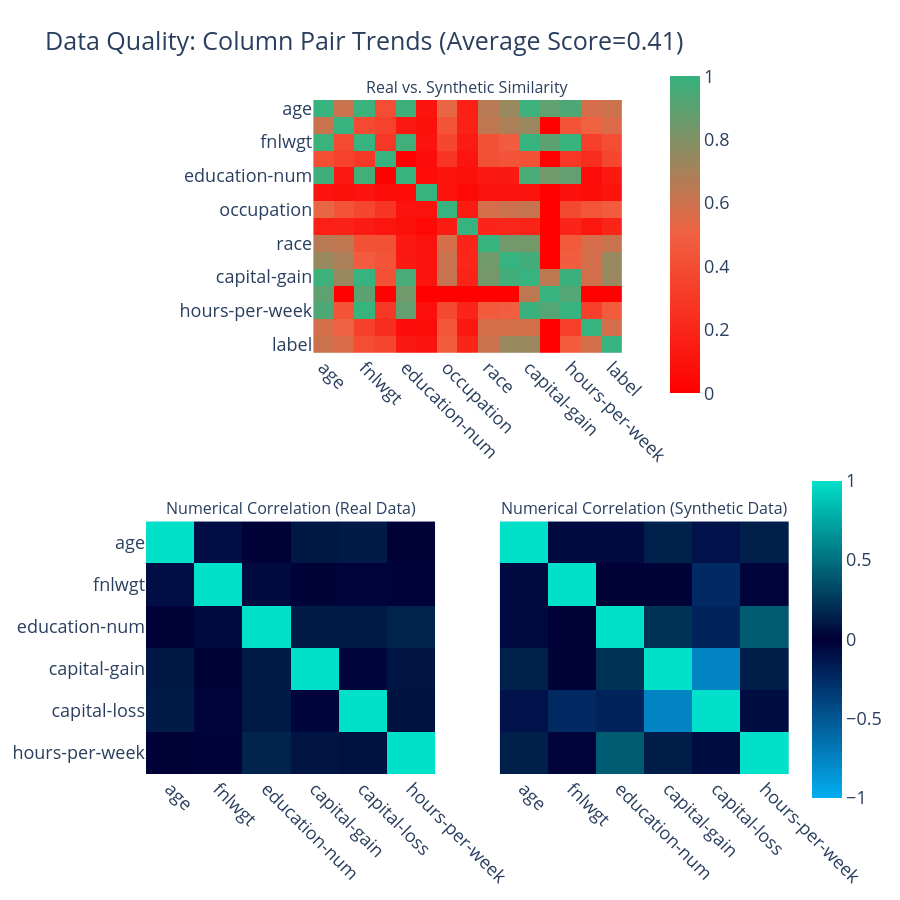 Data Quality: Column Pair Trends (Average Score=0.41)
Real vs. Synthetic Similarity
age
fnlwgt
education-num
occupation
race
capital-gain
hours-per-week
label
age
fnlwgt
education-num
occupation
race
capital-gain
hours-per-week
label
1
0.8
0.6
0.4
0.2
0
Numerical Correlation (Real Data)
age
fnlwgt
education-num
capital-gain
capital-loss
hours-per-week
age
fnlwgt
education-num
capital-gain
capital-loss
hours-per-week
Numerical Correlation (Synthetic Data)
age
fnlwgt
education-num
capital-gain
capital-loss
hours-per-week
1
0.5
0
−0.5
−1